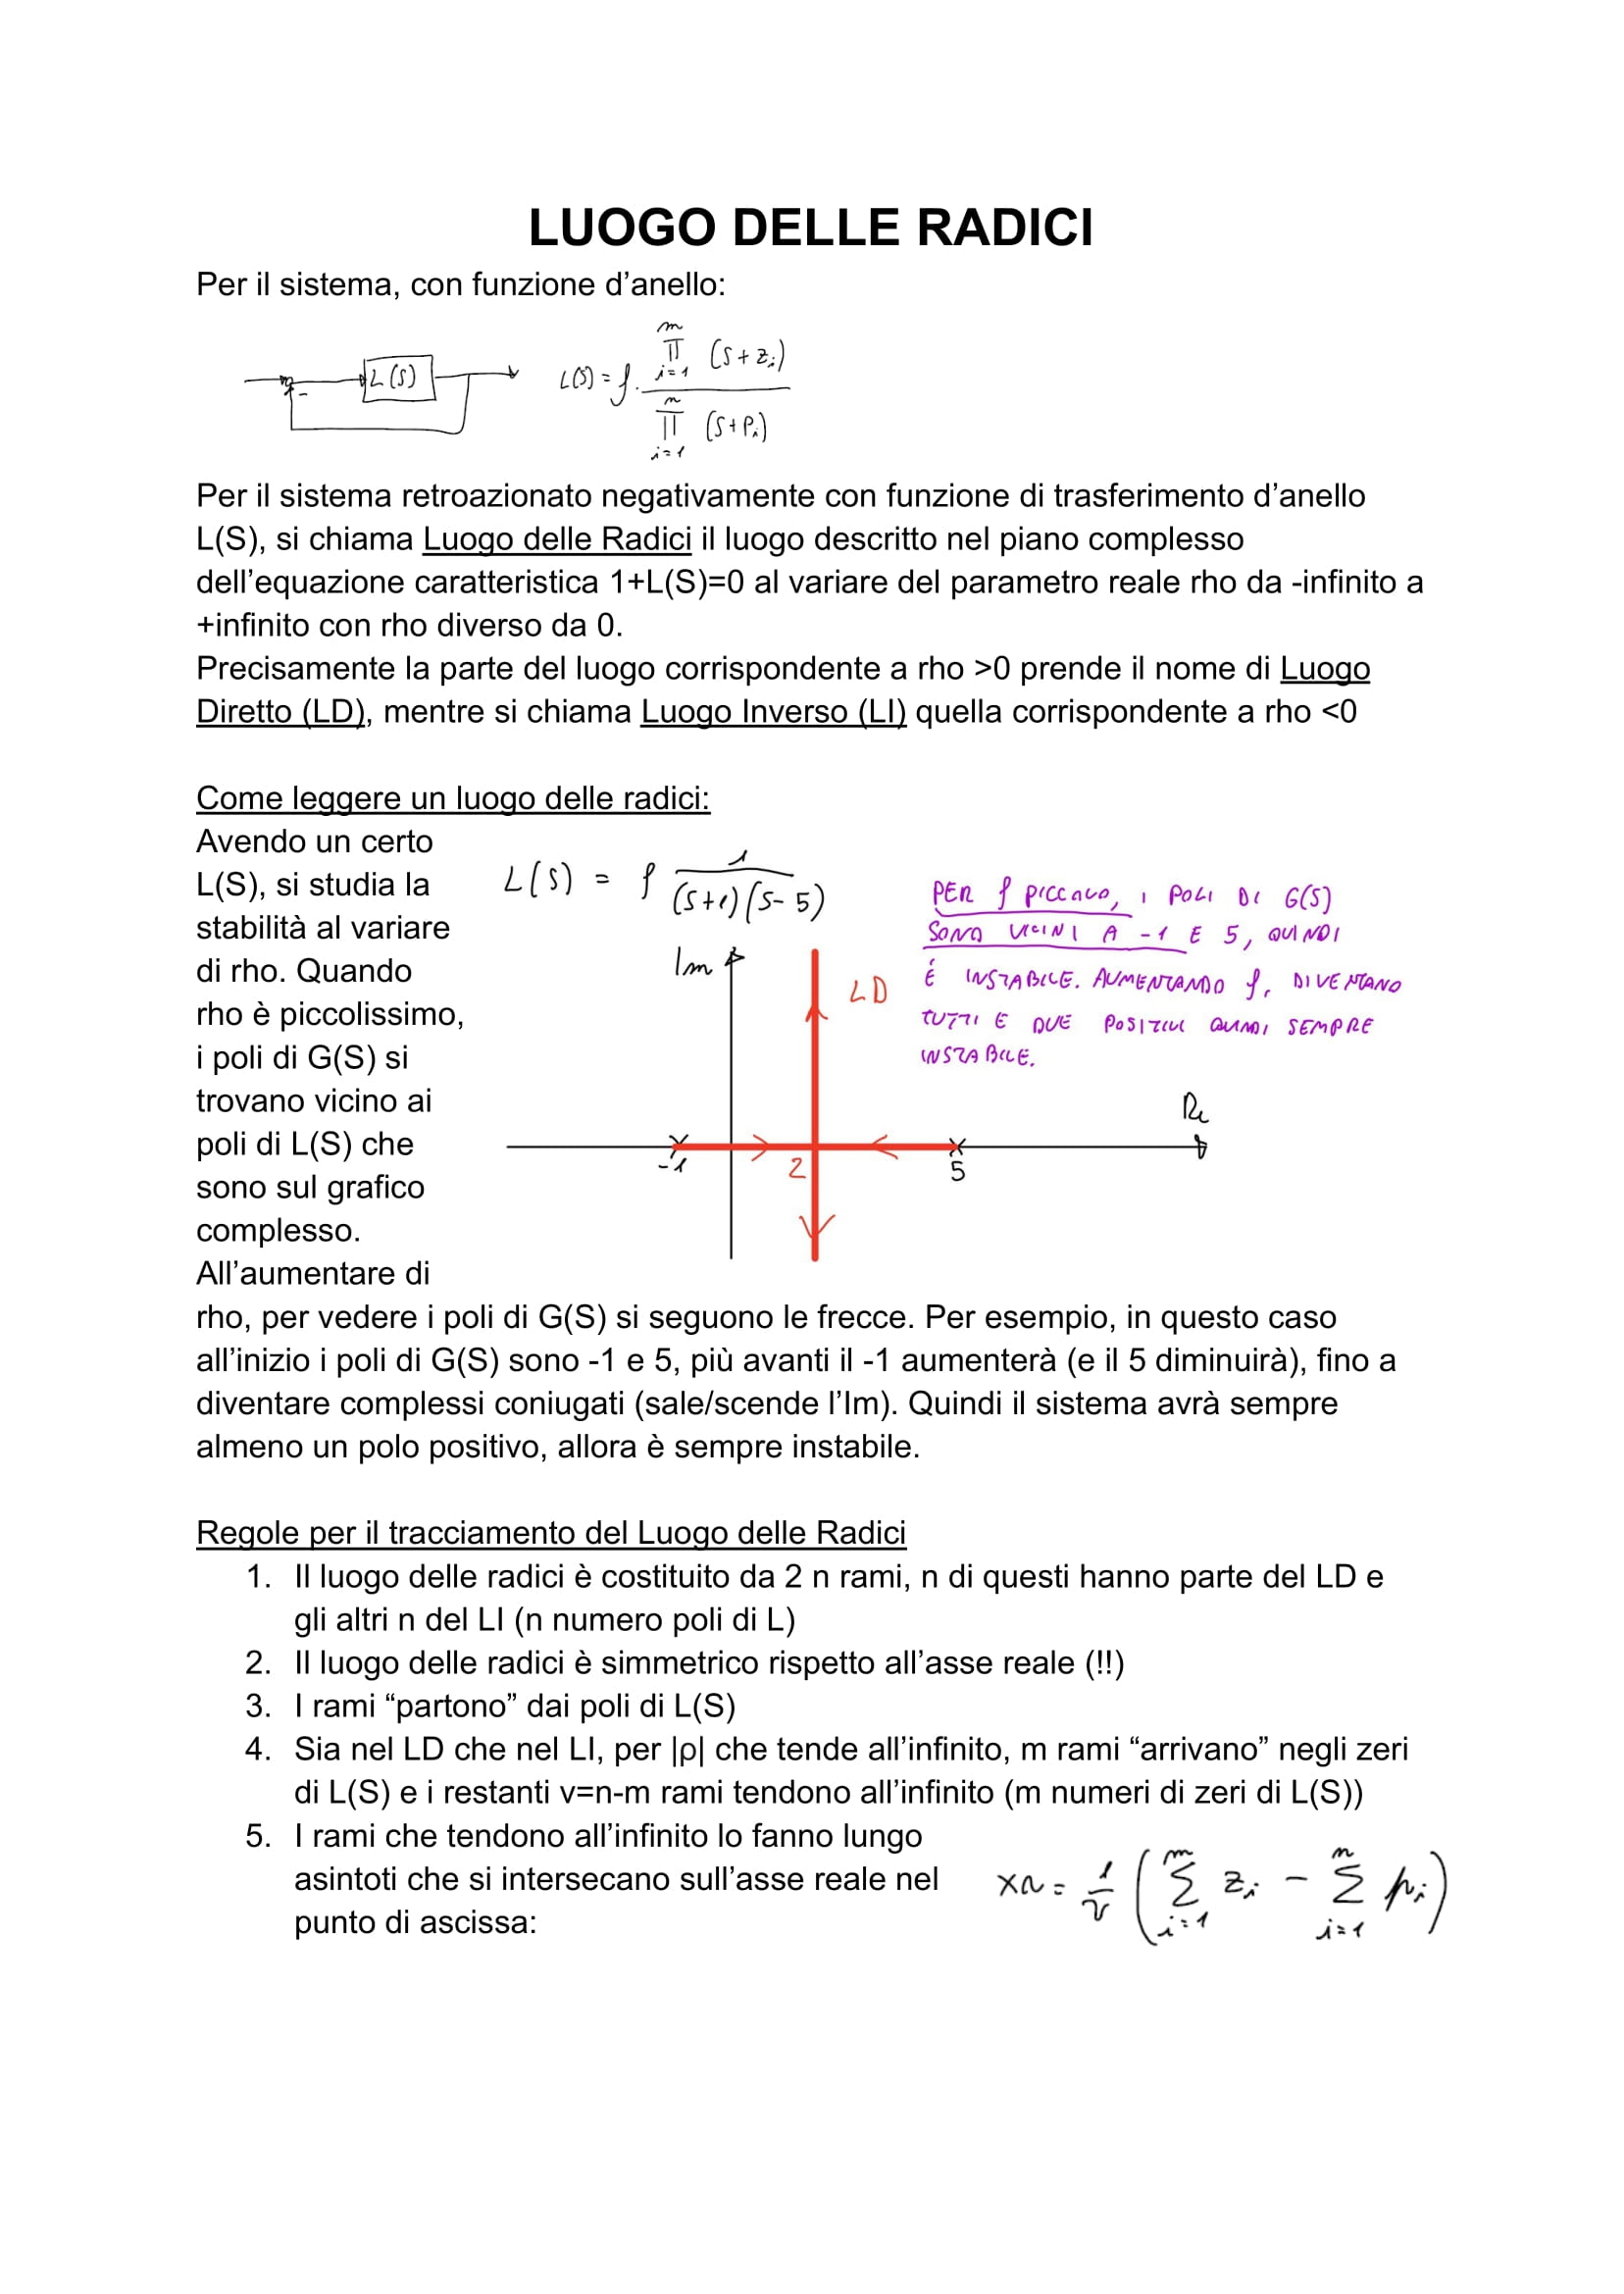 LUOGO DELLE RADICI
Per il sistema, con funzione d’anello:
L(S)
-
L(S) = ρ · ∏_{i=1}^{m} (S+z_i) / ∏_{i=1}^{n} (S+P_i)
Per il sistema retroazionato negativamente con funzione di trasferimento d’anello
L(S), si chiama Luogo delle Radici il luogo descritto nel piano complesso
dell’equazione caratteristica 1+L(S)=0 al variare del parametro reale rho da -infinito a
+infinito con rho diverso da 0.
Precisamente la parte del luogo corrispondente a rho >0 prende il nome di Luogo
Diretto (LD), mentre si chiama Luogo Inverso (LI) quella corrispondente a rho <0
Come leggere un luogo delle radici:
Avendo un certo
L(S), si studia la
stabilità al variare
di rho. Quando
rho è piccolissimo,
i poli di G(S) si
trovano vicino ai
poli di L(S) che
sono sul grafico
complesso.
All’aumentare di
L(S) = ρ 1 / (S+1)(S-5)
Im
LD
Re
-1
2
5
PER ρ PICCOLO, I POLI DI G(S)
SONO VICINI A -1 E 5, QUINDI
É INSTABILE. AUMENTANDO ρ, DIVENTANO
TUTTI E DUE POSITIVI QUINDI SEMPRE
INSTABILE.
rho, per vedere i poli di G(S) si seguono le frecce. Per esempio, in questo caso
all’inizio i poli di G(S) sono -1 e 5, più avanti il -1 aumenterà (e il 5 diminuirà), fino a
diventare complessi coniugati (sale/scende l’Im). Quindi il sistema avrà sempre
almeno un polo positivo, allora è sempre instabile.
Regole per il tracciamento del Luogo delle Radici
1. Il luogo delle radici è costituito da 2 n rami, n di questi hanno parte del LD e
gli altri n del LI (n numero poli di L)
2. Il luogo delle radici è simmetrico rispetto all’asse reale (!!)
3. I rami “partono” dai poli di L(S)
4. Sia nel LD che nel LI, per |ρ| che tende all’infinito, m rami “arrivano” negli zeri
di L(S) e i restanti v=n-m rami tendono all’infinito (m numeri di zeri di L(S))
5. I rami che tendono all’infinito lo fanno lungo
asintoti che si intersecano sull’asse reale nel
punto di ascissa:
xa = 1/v ( ∑_{i=1}^{m} z_i - ∑_{i=1}^{n} p_i )